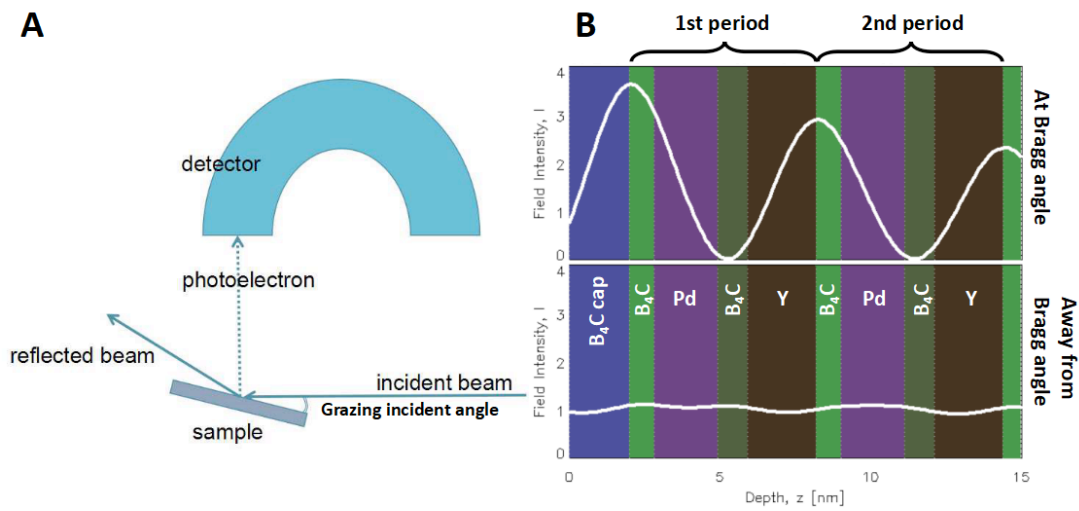 A
detector
photoelectron
reflected beam
incident beam
Grazing incident angle
sample
B
1st period
2nd period
4
3
2
1
0
Field Intensity, I
At Bragg angle
4
3
2
1
0
Field Intensity, I
B₄C cap
B₄C
Pd
B₄C
Y
B₄C
Pd
B₄C
Y
Away from
Bragg angle
0
5
10
15
Depth, z [nm]